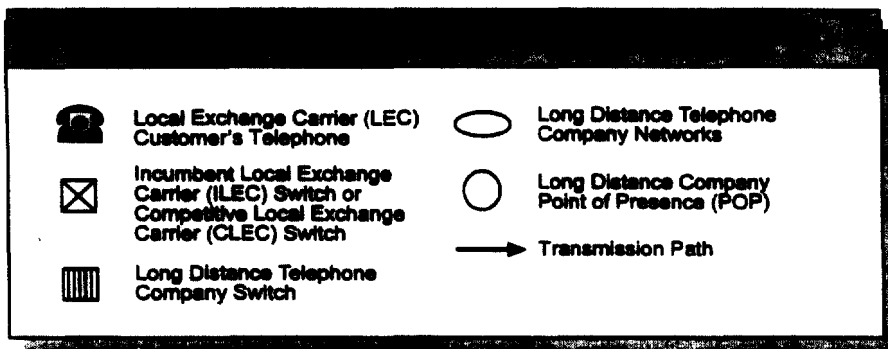 Local Exchange Carrier (LEC)
Customer's Telephone
Incumbent Local Exchange
Carrier (ILEC) Switch or
Competitive Local Exchange
Carrier (CLEC) Switch
Long Distance Telephone
Company Switch
Long Distance Telephone
Company Networks
Long Distance Company
Point of Presence (POP)
Transmission Path